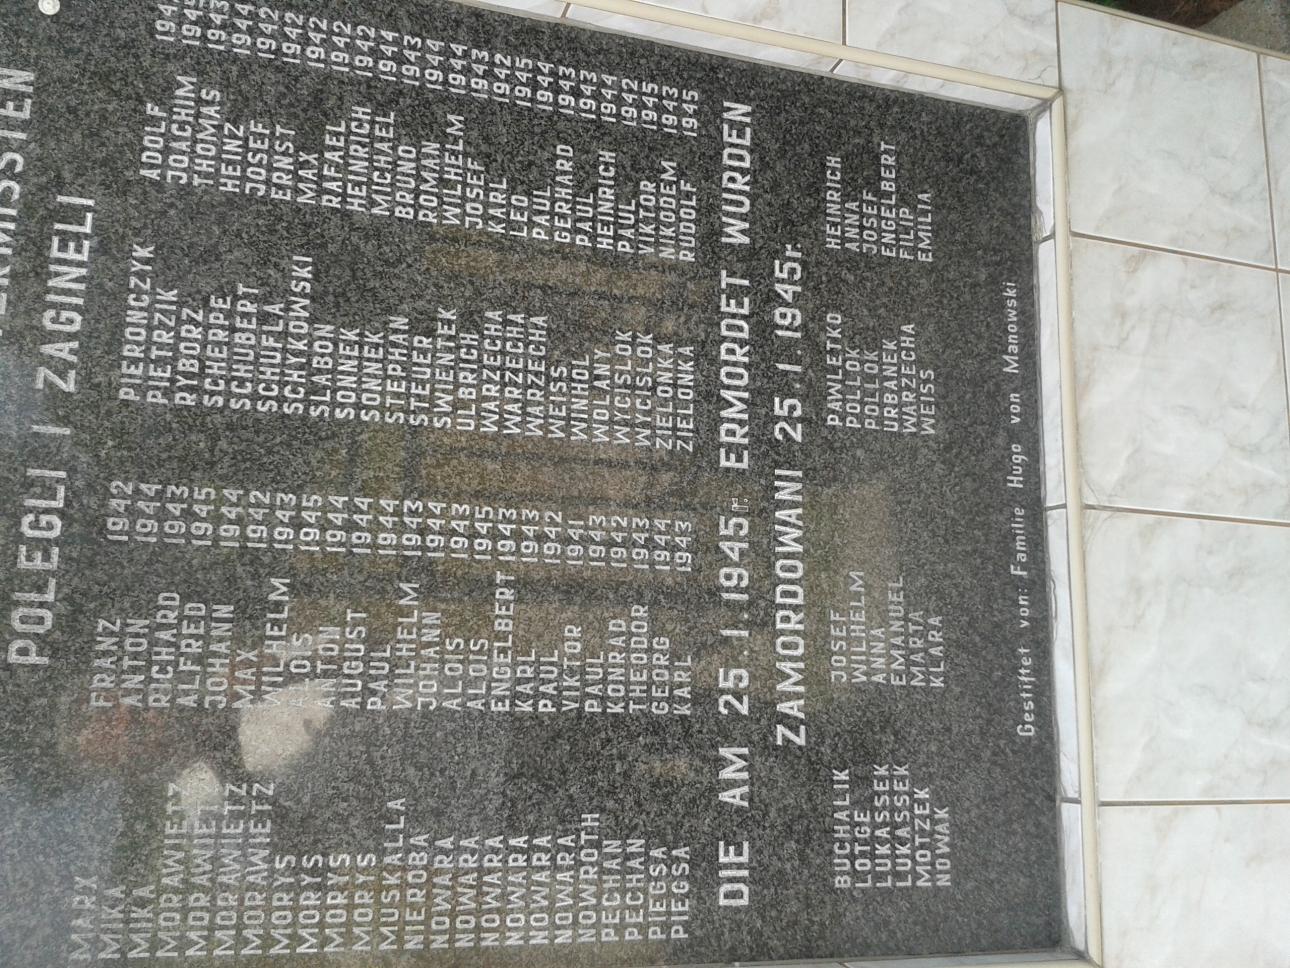 POLEGLI I ZAGINELI
MARX FRANZ 1942 PIERONCZYK ADOLF
MIKA ANTON 1944 PIETRZIK JOACHIM 1945
MIKA RICHARD 1943 RYBORZ THOMAS 1943
MORAWIETZ ALFRED 1945 SCHERPE HEINZ 1944
MORAWIETZ JOHANN 1944 SCHUBERT JOSEF 1942
MORAWIETZ MAX 1942 SCHUFLA ERNST 1942
MORAWIETZ WILHELM 1943 SCHYKOWSKI MAX 1942
MORYS ALOIS 1945 SLABON RAFAEL 1942
MORYS ANTON 1944 SONNEK HEINRICH 1942
MORYS AUGUST 1944 SONNEK MICHAEL 1944
MORYS PAUL 1944 STEPHAN BRUNO 1943
MUSKALLA WILHELM 1943 STEUER ROMAN 1944
NIEROBA JOHANN 1944 SWIENTEK WILHELM 1944
NOWARA ALOIS 1943 ULBRICH JOSEF 1943
NOWARA ALOIS 1945 WARZECHA KARL 1942
NOWARA ENGELBERT 1943 WARZECHA LEO 1945
NOWARA KARL 1943 WARZECHA PAUL 1944
NOWARA PAUL 1942 WEISS GERHARD 1943
NOWARA VIKTOR 1941 WINHOL PAUL 1943
NOWROTH PAUL 1943 WOLANY HEINRICH 1944
PECHAN KONRAD 1942 WYCISLOK PAUL 1942
PECHAN THEODOR 1943 WYCISLOK VIKTOR 1945
PIEGSA GEORG 1944 ZIELONKA NIKODEM 1943
PIEGSA KARL 1943 ZIELONKA RUDOLF 1945
DIE AM 25.1.1945 ERMORDET WURDEN
ZAMORDOWANI 25.1.1945r.
BUCHALIK JOSEF PAWLETKO HEINRICH
LOTGE WILHELM POLLOK ANNA
LUKASSEK ANNA POLLOK JOSEF
LUKASSEK EMANUEL URBANEK ENGELBERT
MOTZEK MARTA WARZECHA FILIP
NOWAK KLARA WEISS EMILIA
Gestiftet von: Familie Hugo von Manowski